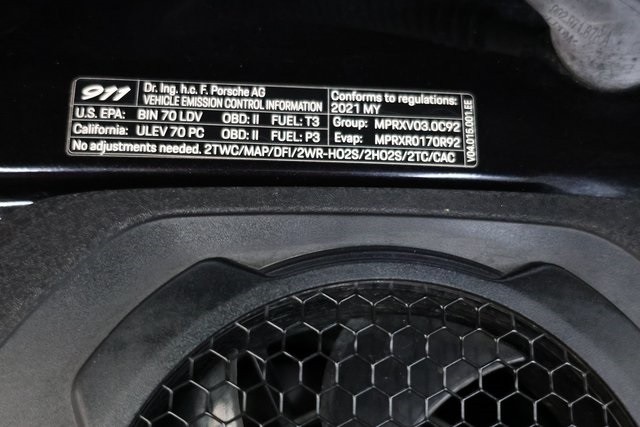 911 Dr. Ing. h.c. F. Porsche AG
VEHICLE EMISSION CONTROL INFORMATION
Conforms to regulations:
2021 MY
U.S. EPA: BIN 70 LDV OBD: II FUEL: T3
California: ULEV 70 PC OBD: II FUEL: P3
Group: MPRXV03.0C92
Evap: MPRXR0170R92
No adjustments needed. 2TWC/MAP/DFI/2WR-HO2S/2HO2S/2TC/CAC
V04.016.001.EE